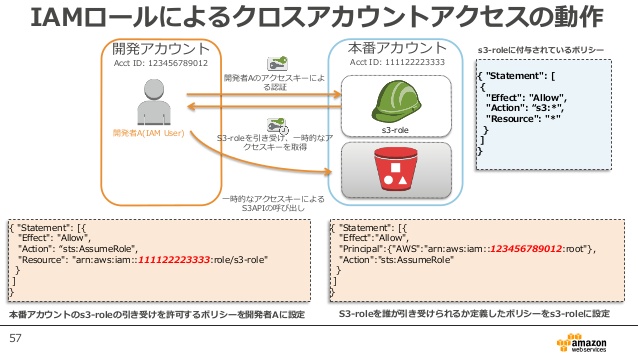 IAMロールによるクロスアカウントアクセスの動作
開発アカウント
Acct ID: 123456789012
開発者A(IAM User)
開発者Aのアクセスキーによ
る認証
S3-roleを引き受け、一時的なア
クセスキーを取得
一時的なアクセスキーによる
S3APIの呼び出し
本番アカウント
Acct ID: 111122223333
s3-role
s3-roleに付与されているポリシー
{ "Statement": [
{
"Effect": "Allow",
"Action": "s3:*",
"Resource": "*"
}
]
}
{ "Statement": [{
"Effect": "Allow",
"Action": "sts:AssumeRole",
"Resource": "arn:aws:iam::111122223333:role/s3-role"
}
]
}
本番アカウントのs3-roleの引き受けを許可するポリシーを開発者Aに設定
{ "Statement": [{
"Effect":"Allow",
"Principal":{"AWS":"arn:aws:iam::123456789012:root"},
"Action":"sts:AssumeRole"
}
]
}
S3-roleを誰が引き受けられるか定義したポリシーをs3-roleに設定
57
amazon
webservices